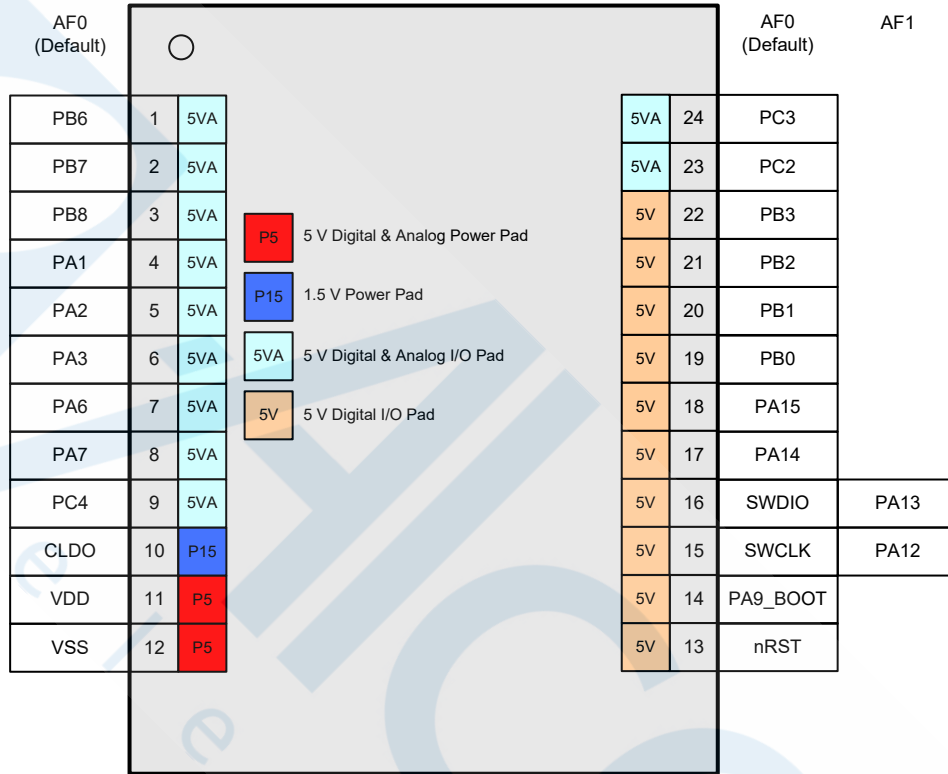 AF0
(Default)
AF0
(Default)
AF1
PB6 1 5VA
PB7 2 5VA
PB8 3 5VA
PA1 4 5VA
PA2 5 5VA
PA3 6 5VA
PA6 7 5VA
PA7 8 5VA
PC4 9 5VA
CLDO 10 P15
VDD 11 P5
VSS 12 P5
P5 5 V Digital & Analog Power Pad
P15 1.5 V Power Pad
5VA 5 V Digital & Analog I/O Pad
5V 5 V Digital I/O Pad
5VA 24 PC3
5VA 23 PC2
5V 22 PB3
5V 21 PB2
5V 20 PB1
5V 19 PB0
5V 18 PA15
5V 17 PA14
5V 16 SWDIO PA13
5V 15 SWCLK PA12
5V 14 PA9_BOOT
5V 13 nRST